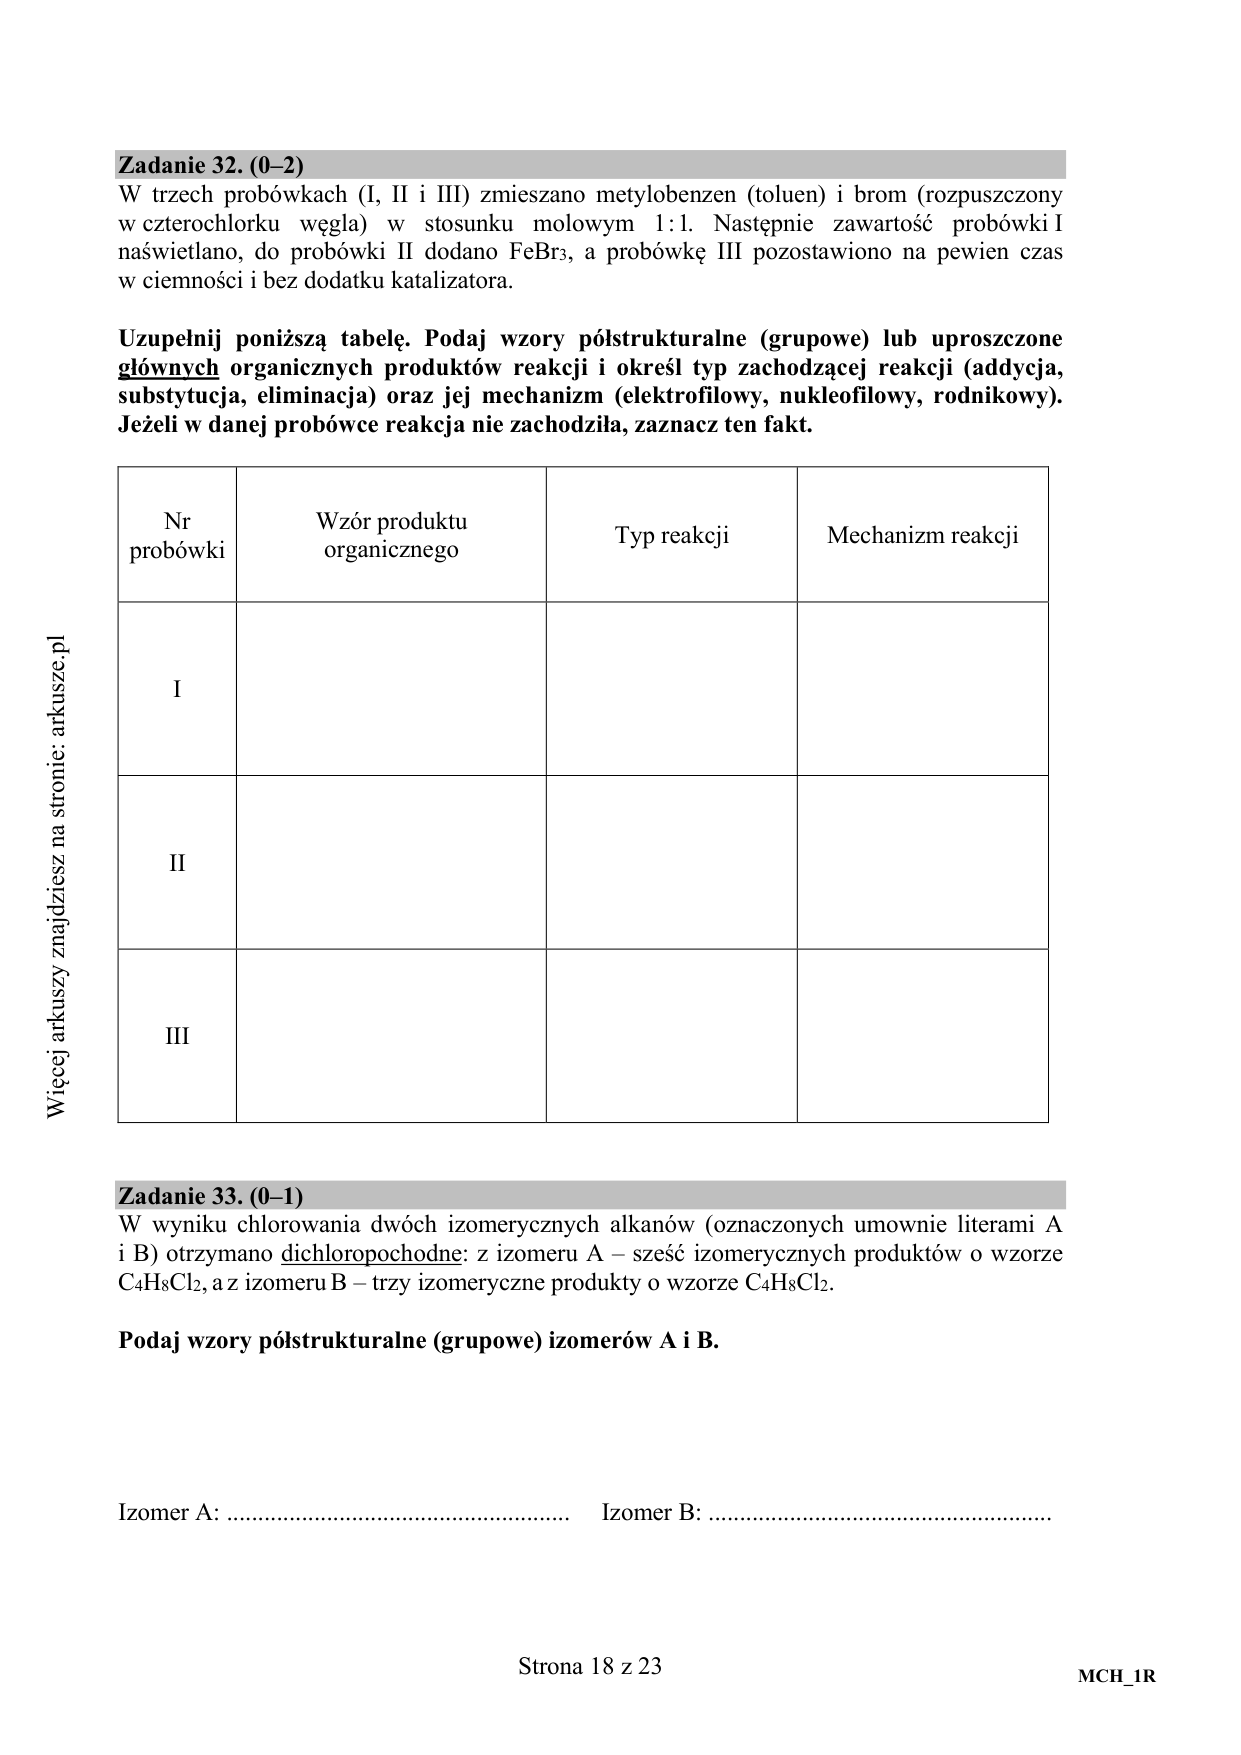 Zadanie 32. (0–2)
W trzech probówkach (I, II i III) zmieszano metylobenzen (toluen) i brom (rozpuszczony
w czterochlorku węgla) w stosunku molowym 1 : 1. Następnie zawartość probówki I
naświetlano, do probówki II dodano FeBr₃, a probówkę III pozostawiono na pewien czas
w ciemności i bez dodatku katalizatora.
Uzupełnij poniższą tabelę. Podaj wzory półstrukturalne (grupowe) lub uproszczone
głównych organicznych produktów reakcji i określ typ zachodzącej reakcji (addycja,
substytucja, eliminacja) oraz jej mechanizm (elektrofilowy, nukleofilowy, rodnikowy).
Jeżeli w danej probówce reakcja nie zachodziła, zaznacz ten fakt.
Nr
probówki
Wzór produktu
organicznego
Typ reakcji
Mechanizm reakcji
I
II
III
Zadanie 33. (0–1)
W wyniku chlorowania dwóch izomerycznych alkanów (oznaczonych umownie literami A
i B) otrzymano dichloropochodne: z izomeru A – sześć izomerycznych produktów o wzorze
C₄H₈Cl₂, a z izomeru B – trzy izomeryczne produkty o wzorze C₄H₈Cl₂.
Podaj wzory półstrukturalne (grupowe) izomerów A i B.
Izomer A: ....................................................... Izomer B: .......................................................
Strona 18 z 23
MCH_1R
Więcej arkuszy znajdziesz na stronie: arkusze.pl